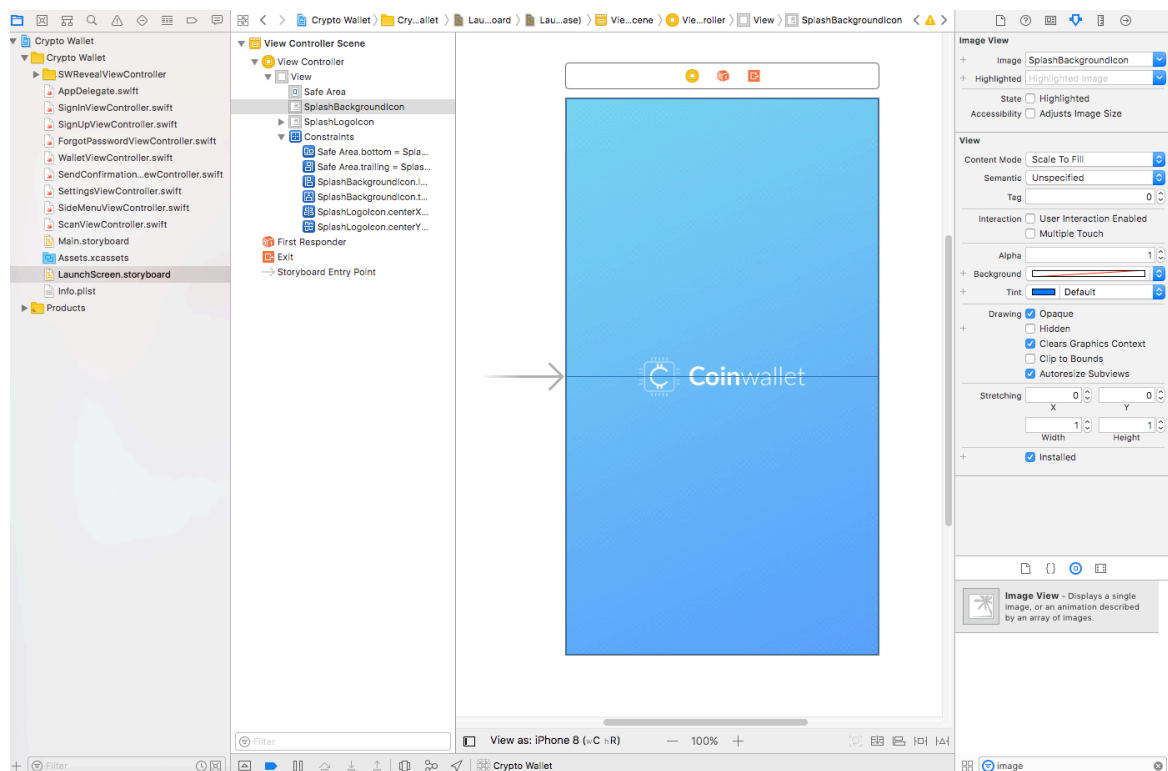 Crypto Wallet
Cry...allet
Lau...oard
Lau...ase)
Vie...cene
Vie...roller
View
SplashBackgroundIcon
Crypto Wallet
Crypto Wallet
SWRevealViewController
AppDelegate.swift
SignInViewController.swift
SignUpViewController.swift
ForgotPasswordViewController.swift
WalletViewController.swift
SendConfirmation...ewController.swift
SettingsViewController.swift
SideMenuViewController.swift
ScanViewController.swift
Main.storyboard
Assets.xcassets
LaunchScreen.storyboard
Info.plist
Products
Filter
View Controller Scene
View Controller
View
Safe Area
SplashBackgroundIcon
SplashLogoIcon
Constraints
Safe Area.bottom = Spla...
Safe Area.trailing = Splas...
SplashBackgroundIcon.l...
SplashBackgroundIcon.t...
SplashLogoIcon.centerX...
SplashLogoIcon.centerY...
First Responder
Exit
Storyboard Entry Point
Filter
Coinwallet
View as: iPhone 8 (wC hR)
100%
Crypto Wallet
Image View
Image SplashBackgroundIcon
Highlighted Highlighted Image
State Highlighted
Accessibility Adjusts Image Size
View
Content Mode Scale To Fill
Semantic Unspecified
Tag 0
Interaction User Interaction Enabled
Multiple Touch
Alpha 1
Background
Tint Default
Drawing Opaque
Hidden
Clears Graphics Context
Clip to Bounds
Autoresize Subviews
Stretching 0 0
X Y
1 1
Width Height
Installed
{}
Image View - Displays a single
image, or an animation described
by an array of images.
image